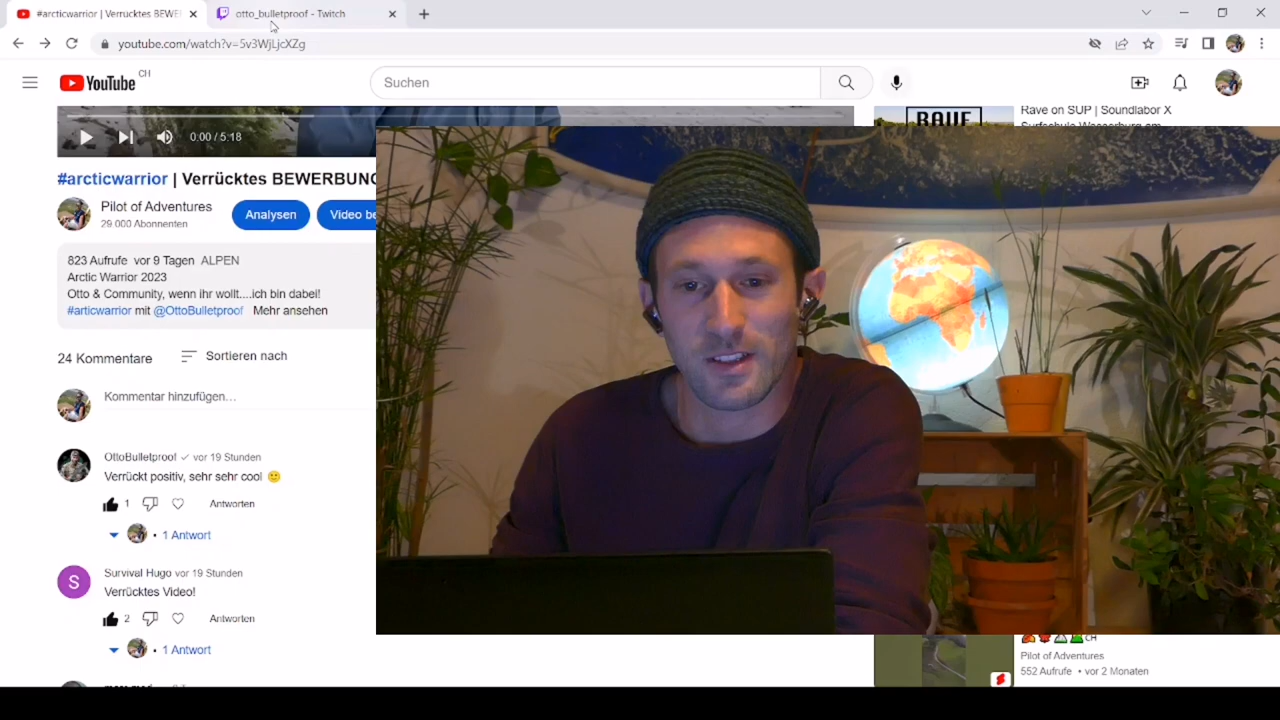 #arcticwarrior | Verrücktes BEWE
otto_bulletproof - Twitch
youtube.com/watch?v=5v3WjLjcXZg
YouTube CH
Suchen
0:00 / 5:18
RAVE
Rave on SUP | Soundlabor X
#arcticwarrior | Verrücktes BEWERBUNG
Pilot of Adventures
29 000 Abonnenten
Analysen
Video be
823 Aufrufe vor 9 Tagen ALPEN
Arctic Warrior 2023
Otto & Community, wenn ihr wollt....ich bin dabei!
#articwarrior mit @OttoBulletproof Mehr ansehen
24 Kommentare
Sortieren nach
Kommentar hinzufügen...
OttoBulletproof vor 19 Stunden
Verrückt positiv, sehr sehr cool
1
Antworten
1 Antwort
Survival Hugo vor 19 Stunden
S
Verrücktes Video!
2
Antworten
1 Antwort
CH
Pilot of Adventures
552 Aufrufe • vor 2 Monaten